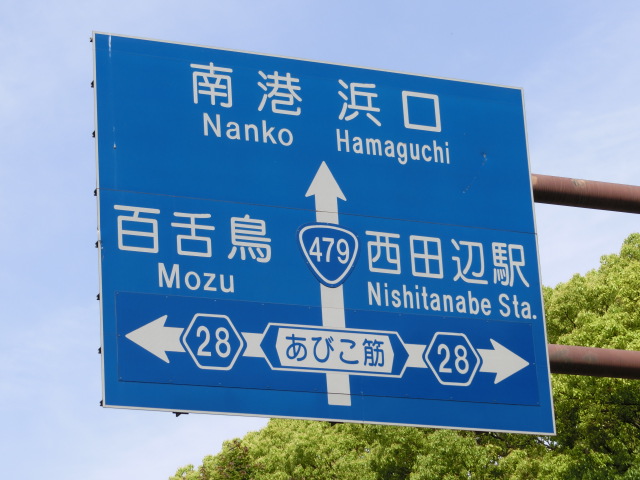 南港 浜口
Nanko Hamaguchi
百舌鳥 479 西田辺駅
Mozu Nishitanabe Sta.
28 あびこ筋 28